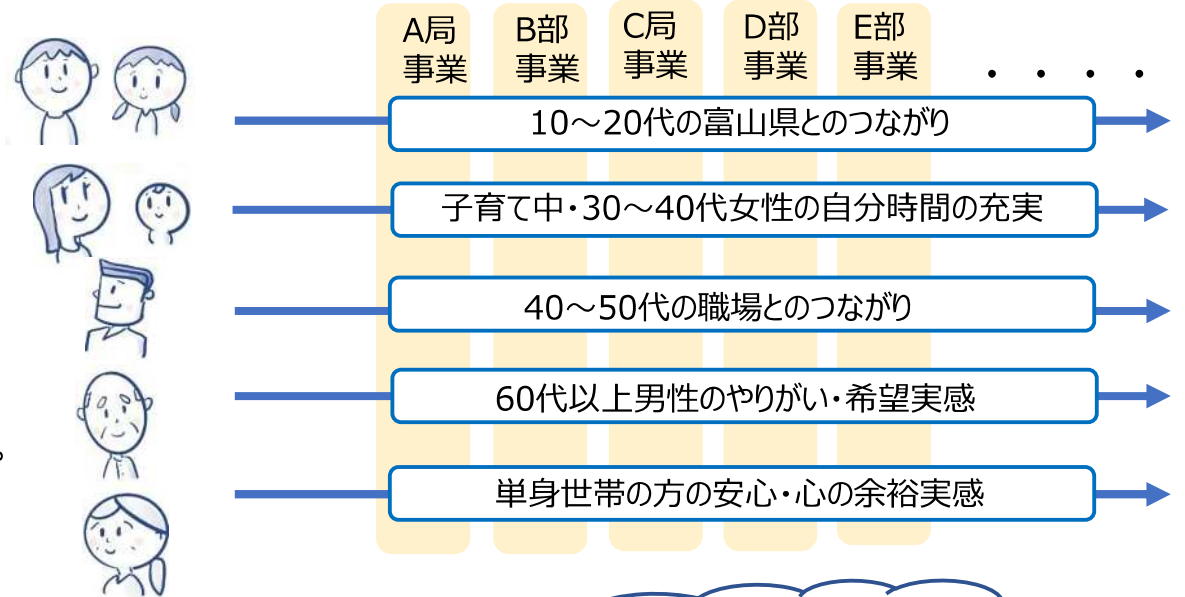 A局 B部 C局 D部 E部
事業 事業 事業 事業 事業 ・・・・
10～20代の富山県とのつながり
子育て中・30～40代女性の自分時間の充実
40～50代の職場とのつながり
60代以上男性のやりがい・希望実感
。
単身世帯の方の安心・心の余裕実感